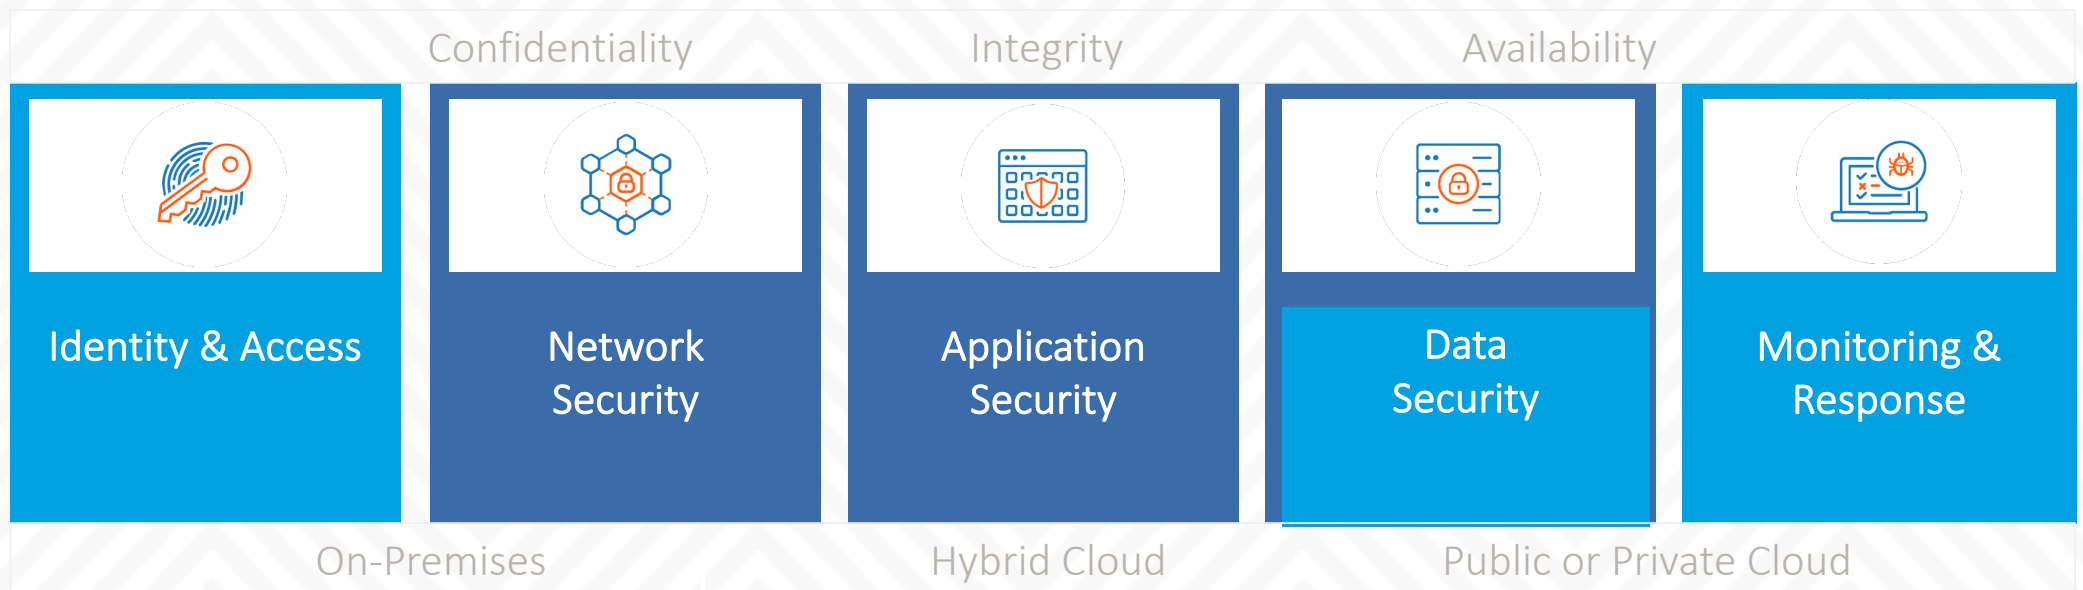 Confidentiality
Integrity
Availability
Identity & Access
Network
Security
Application
Security
Data
Security
Monitoring &
Response
On-Premises
Hybrid Cloud
Public or Private Cloud